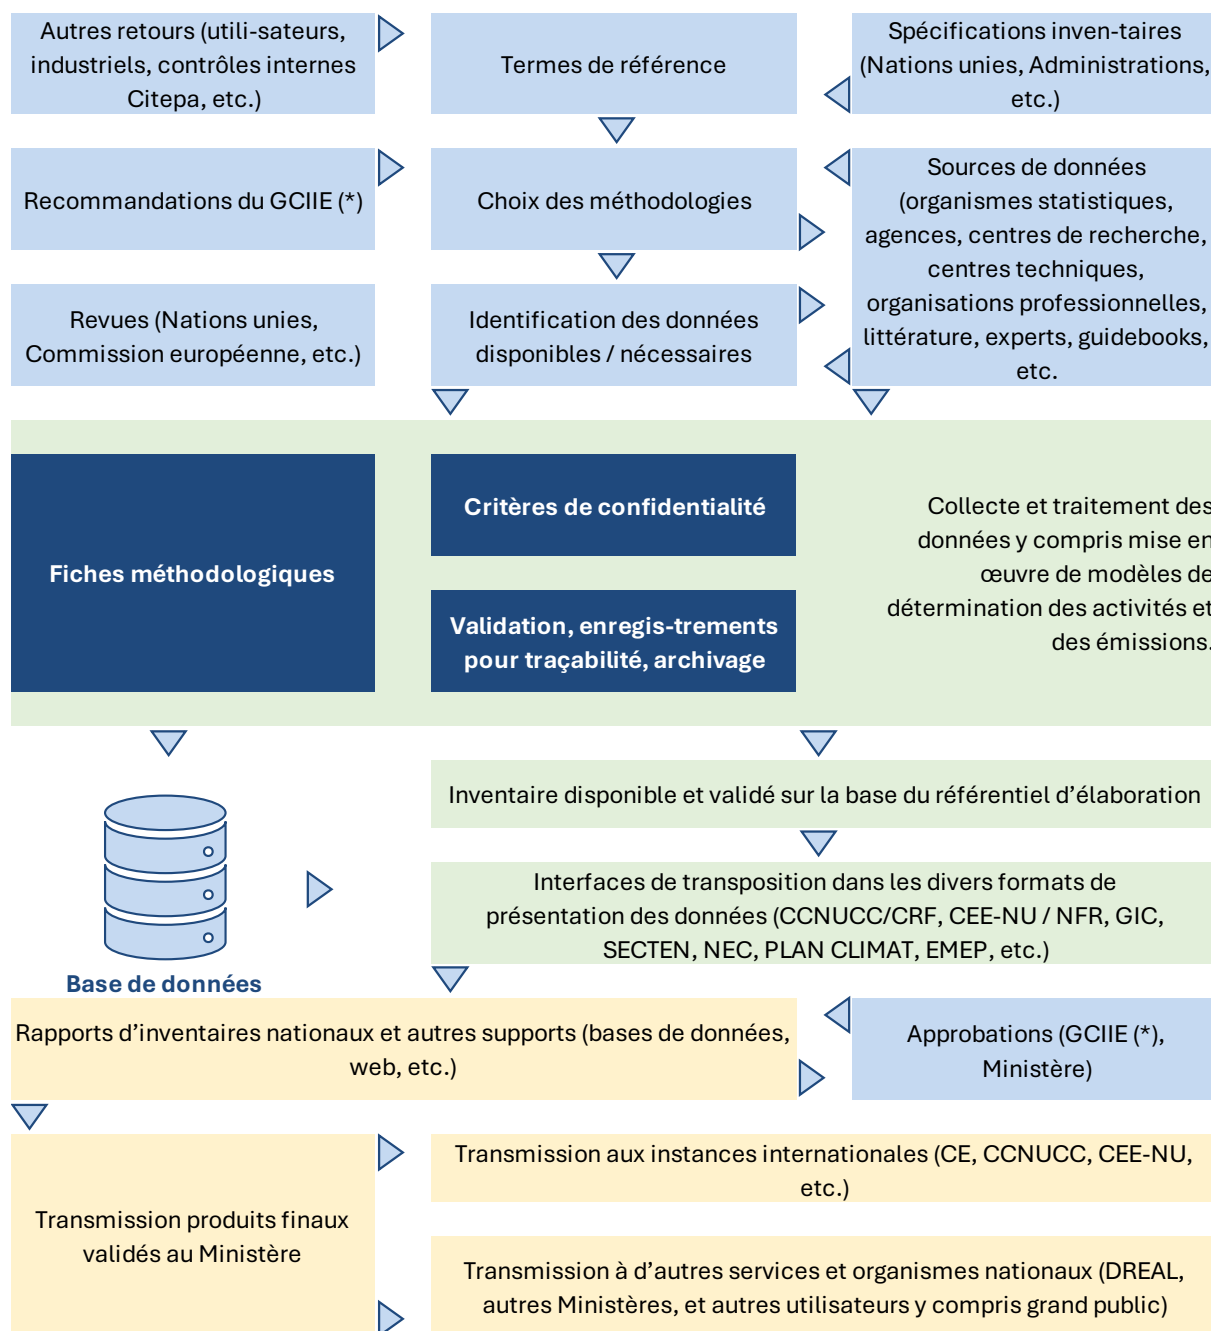 Autres retours (utili-sateurs,
industriels, contrôles internes
Citepa, etc.)
Termes de référence
Spécifications inven-taires
(Nations unies, Administrations,
etc.)
Recommandations du GCIIE (*)
Choix des méthodologies
Sources de données
(organismes statistiques,
agences, centres de recherche,
centres techniques,
organisations professionnelles,
littérature, experts, guidebooks,
etc.
Revues (Nations unies,
Commission européenne, etc.)
Identification des données
disponibles / nécessaires
Fiches méthodologiques
Critères de confidentialité
Validation, enregis-trements
pour traçabilité, archivage
Collecte et traitement des
données y compris mise en
œuvre de modèles de
détermination des activités et
des émissions.
Inventaire disponible et validé sur la base du référentiel d’élaboration
Base de données
Interfaces de transposition dans les divers formats de
présentation des données (CCNUCC/CRF, CEE-NU / NFR, GIC,
SECTEN, NEC, PLAN CLIMAT, EMEP, etc.)
Rapports d’inventaires nationaux et autres supports (bases de données,
web, etc.)
Approbations (GCIIE (*),
Ministère)
Transmission produits finaux
validés au Ministère
Transmission aux instances internationales (CE, CCNUCC, CEE-NU,
etc.)
Transmission à d’autres services et organismes nationaux (DREAL,
autres Ministères, et autres utilisateurs y compris grand public)